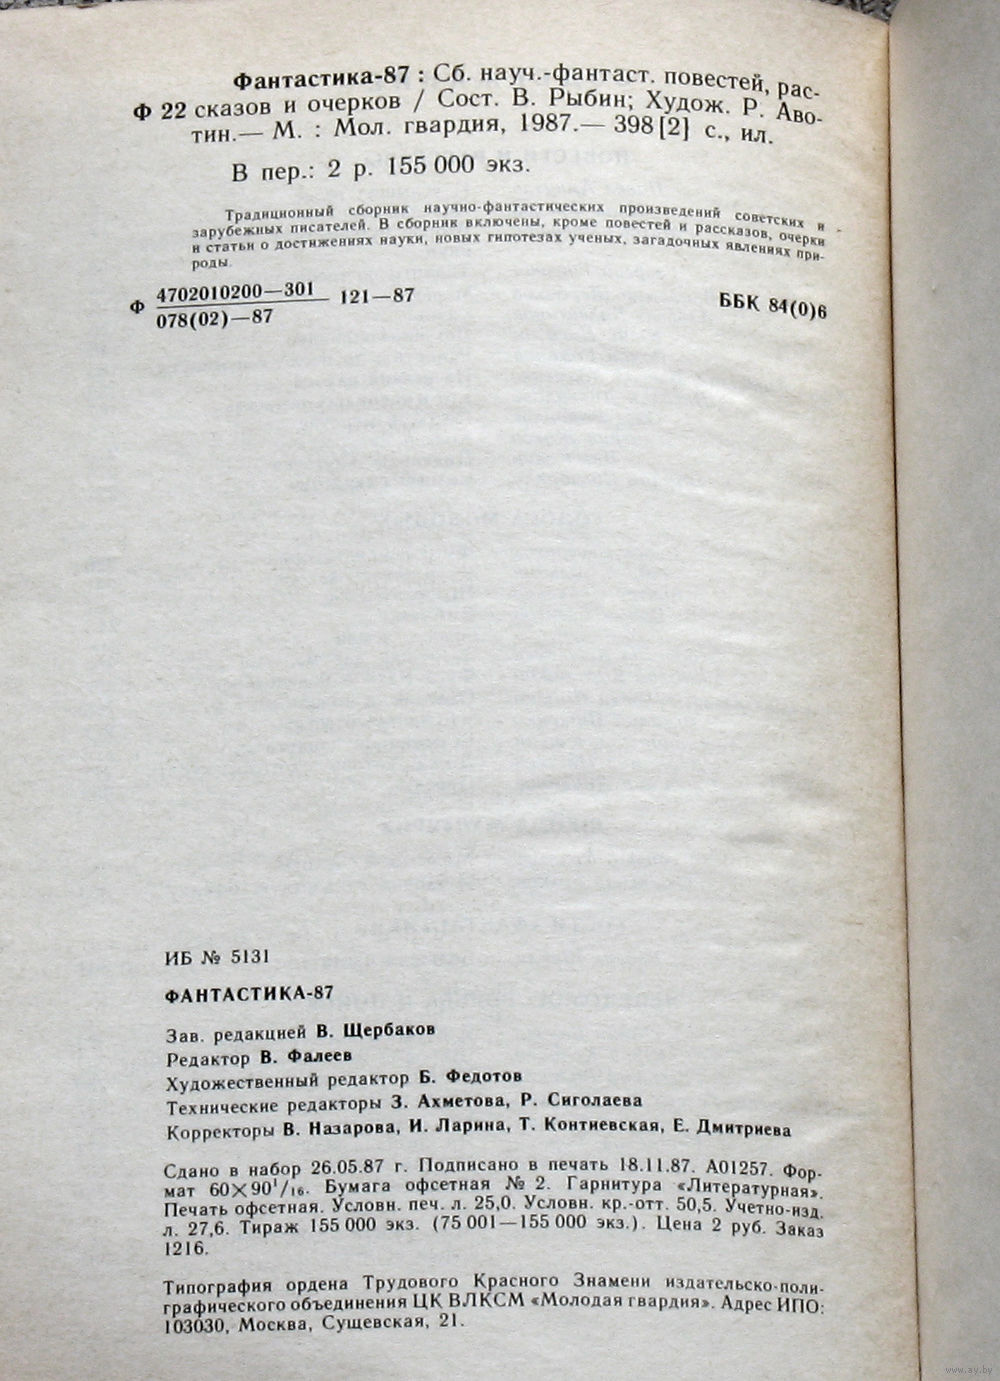 Фантастика-87 : Сб. науч.-фантаст. повестей, рас-
Ф 22 сказов и очерков / Сост. В. Рыбин; Худож. Р. Аво-
тин.— М. : Мол. гвардия, 1987.— 398[2] с., ил.
В пер.: 2 р. 155 000 экз.
Традиционный сборник научно-фантастических произведений советских и
зарубежных писателей. В сборник включены, кроме повестей и рассказов, очерки
и статьи о достижениях науки, новых гипотезах ученых, загадочных явлениях при-
роды.
Ф 4702010200—301 121—87 ББК 84(0)6
078(02)—87
ИБ № 5131
ФАНТАСТИКА-87
Зав. редакцией В. Щербаков
Редактор В. Фалеев
Художественный редактор Б. Федотов
Технические редакторы З. Ахметова, Р. Сиголаева
Корректоры В. Назарова, И. Ларина, Т. Контиевская, Е. Дмитриева
Сдано в набор 26.05.87 г. Подписано в печать 18.11.87. А01257. Фор-
мат 60×90¹/₁₆. Бумага офсетная № 2. Гарнитура «Литературная».
Печать офсетная. Условн. печ. л. 25,0. Условн. кр.-отт. 50,5. Учетно-изд.
л. 27,6. Тираж 155 000 экз. (75 001—155 000 экз.). Цена 2 руб. Заказ
1216.
Типография ордена Трудового Красного Знамени издательско-поли-
графического объединения ЦК ВЛКСМ «Молодая гвардия». Адрес ИПО:
103030, Москва, Сущевская, 21.
www.ay.by